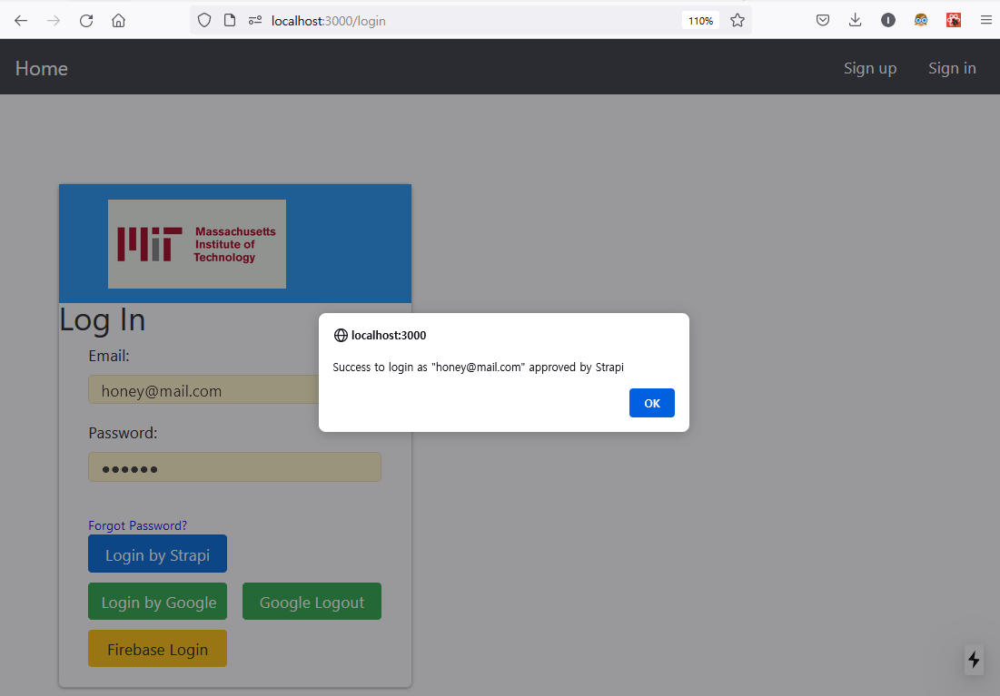 localhost:3000/login
110%
Home
Sign up
Sign in
Massachusetts
Institute of
Technology
Log In
Email:
honey@mail.com
Password:
Forgot Password?
Login by Strapi
Login by Google
Google Logout
Firebase Login
localhost:3000
Success to login as "honey@mail.com" approved by Strapi
OK